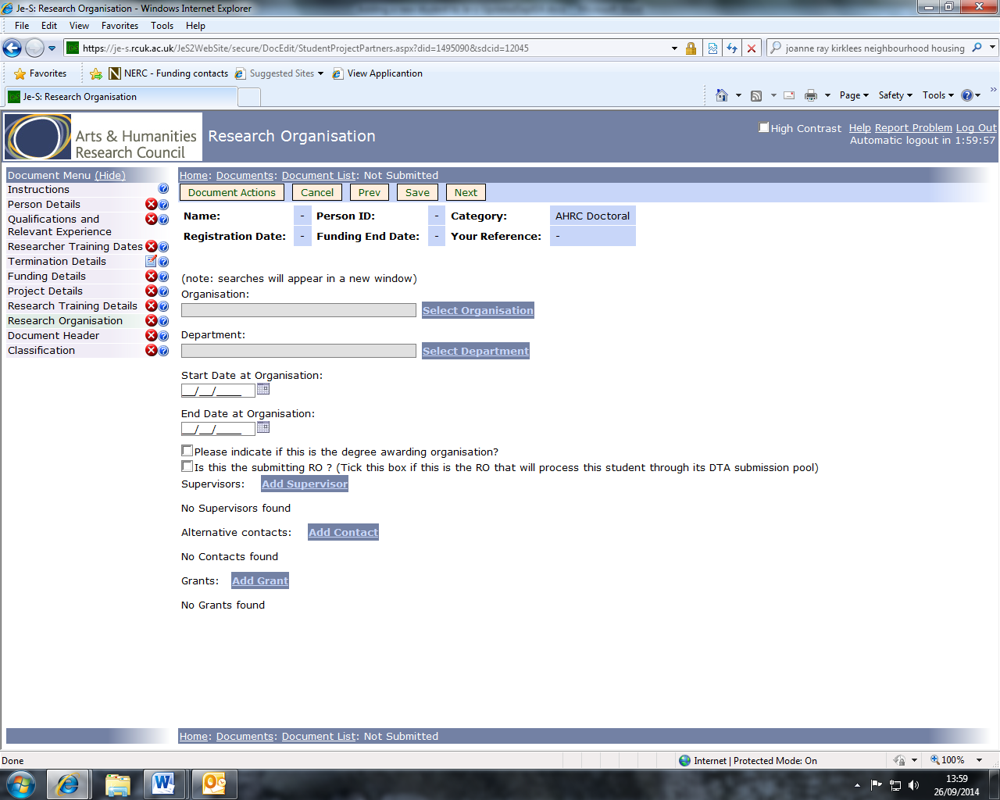 Je-S: Research Organisation - Windows Internet Explorer
File Edit View Favorites Tools Help
https://je-s.rcuk.ac.uk/JeS2WebSite/secure/DocEdit/StudentProjectPartners.aspx?did=1495090&sdcid=12045 joanne ray kirklees neighbourhood housing
Favorites NERC - Funding contacts Suggested Sites View Applicantion
Je-S: Research Organisation Page Safety Tools
Arts & Humanities Research Council
Research Organisation
High Contrast Help Report Problem Log Out
Automatic logout in 1:59:57
Document Menu (Hide)
Instructions
Person Details
Qualifications and
Relevant Experience
Researcher Training Dates
Termination Details
Funding Details
Project Details
Research Training Details
Research Organisation
Document Header
Classification
Home: Documents: Document List: Not Submitted
Document Actions Cancel Prev Save Next
Name: - Person ID: - Category: AHRC Doctoral
Registration Date: - Funding End Date: - Your Reference: -
(note: searches will appear in a new window)
Organisation:
Select Organisation
Department:
Select Department
Start Date at Organisation:
__/__/____
End Date at Organisation:
__/__/____
Please indicate if this is the degree awarding organisation?
Is this the submitting RO ? (Tick this box if this is the RO that will process this student through its DTA submission pool)
Supervisors: Add Supervisor
No Supervisors found
Alternative contacts: Add Contact
No Contacts found
Grants: Add Grant
No Grants found
Home: Documents: Document List: Not Submitted
Done Internet | Protected Mode: On 100%
13:59
26/09/2014